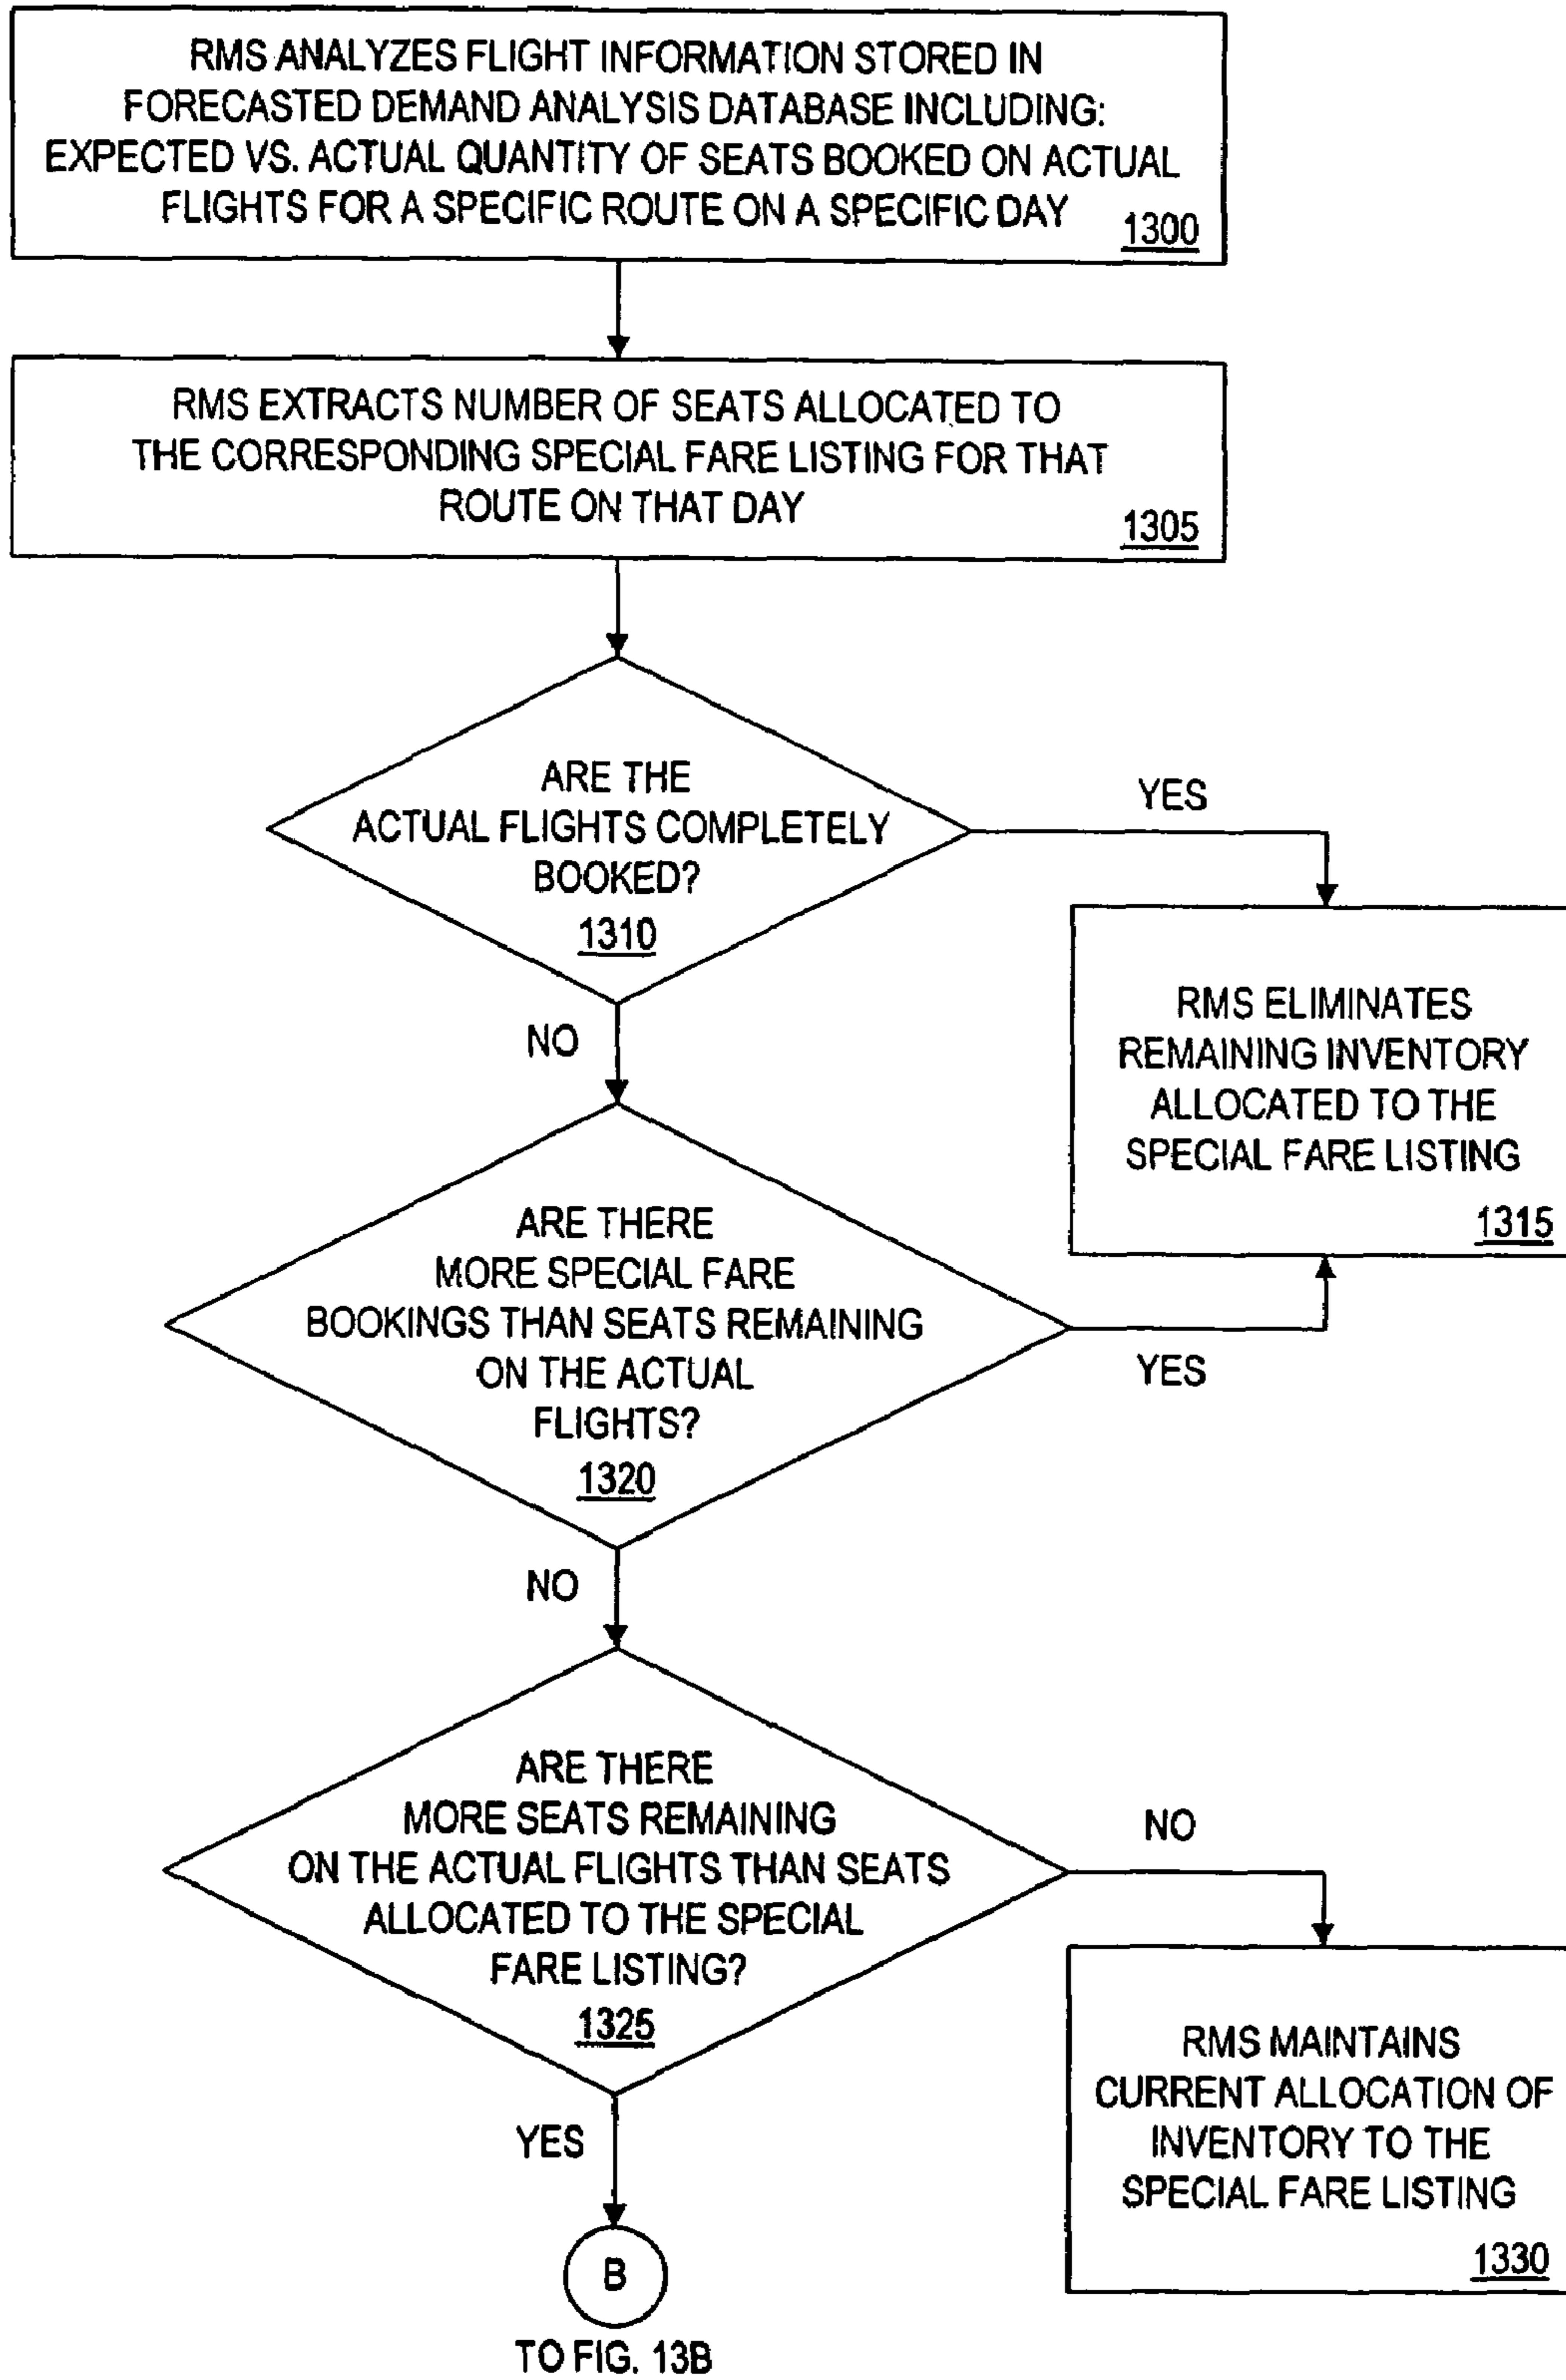 RMS ANALYZES FLIGHT INFORMATION STORED IN
FORECASTED DEMAND ANALYSIS DATABASE INCLUDING:
EXPECTED VS. ACTUAL QUANTITY OF SEATS BOOKED ON ACTUAL
FLIGHTS FOR A SPECIFIC ROUTE ON A SPECIFIC DAY
1300
RMS EXTRACTS NUMBER OF SEATS ALLOCATED TO
THE CORRESPONDING SPECIAL FARE LISTING FOR THAT
ROUTE ON THAT DAY
1305
ARE THE
ACTUAL FLIGHTS COMPLETELY
BOOKED?
1310
YES
NO
RMS ELIMINATES
REMAINING INVENTORY
ALLOCATED TO THE
SPECIAL FARE LISTING
1315
ARE THERE
MORE SPECIAL FARE
BOOKINGS THAN SEATS REMAINING
ON THE ACTUAL
FLIGHTS?
1320
YES
NO
ARE THERE
MORE SEATS REMAINING
ON THE ACTUAL FLIGHTS THAN SEATS
ALLOCATED TO THE SPECIAL
FARE LISTING?
1325
NO
YES
RMS MAINTAINS
CURRENT ALLOCATION OF
INVENTORY TO THE
SPECIAL FARE LISTING
1330
B
TO FIG. 13B